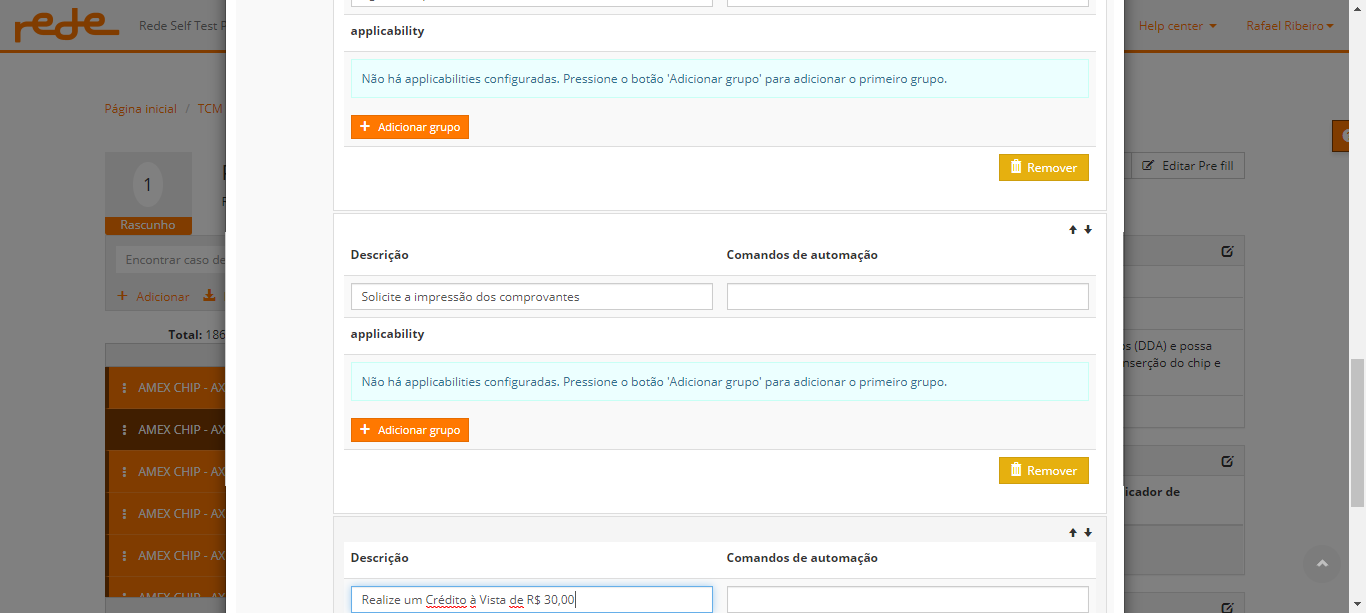 rede
Rede Self Test
Help center
Rafael Ribeiro
applicability
Não há applicabilities configuradas. Pressione o botão 'Adicionar grupo' para adicionar o primeiro grupo.
+ Adicionar grupo
Remover
Página inicial / TCM
1
Rascunho
Editar Pre fill
Encontrar caso de
+ Adicionar
Total: 186
Descrição
Comandos de automação
Solicite a impressão dos comprovantes
applicability
Não há applicabilities configuradas. Pressione o botão 'Adicionar grupo' para adicionar o primeiro grupo.
+ Adicionar grupo
Remover
os (DDA) e possa
nserção do chip e
AMEX CHIP - AX
AMEX CHIP - AX
AMEX CHIP - AX
AMEX CHIP - AX
AMEX CHIP - AX
AMEX CHIP - AX
icador de
Descrição
Comandos de automação
Realize um Crédito à Vista de R$ 30,00